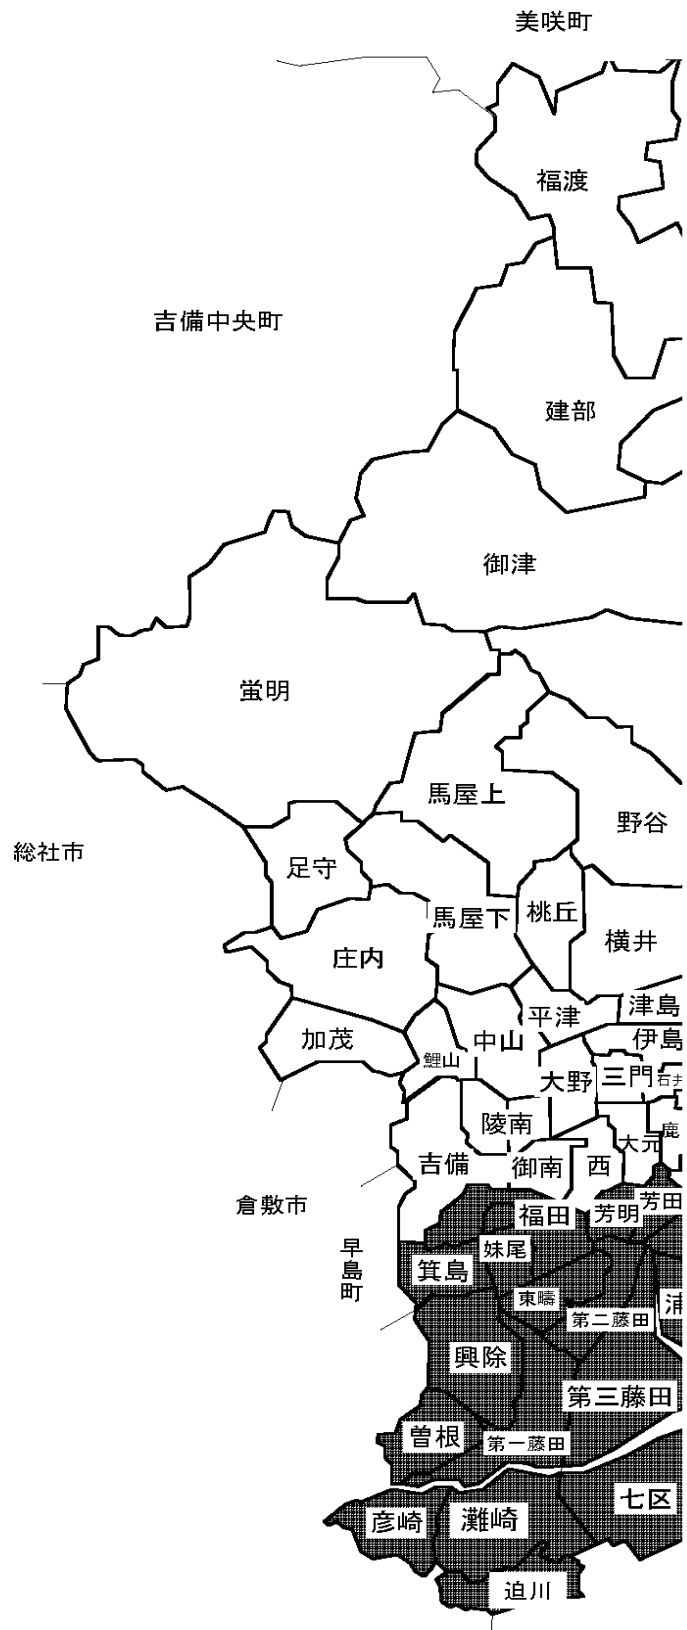 美咲町
福渡
吉備中央町
建部
御津
蛍明
馬屋上
野谷
総社市
足守
馬屋下
桃丘
横井
庄内
津島
平津
加茂
中山
伊島
鯉山
大野
三門
石井
陵南
大元
鹿
吉備
御南
西
倉敷市
芳田
福田
芳明
妹尾
早島町
箕島
東疇
浦
第二藤田
興除
第三藤田
曽根
第一藤田
七区
彦崎
灘崎
迫川